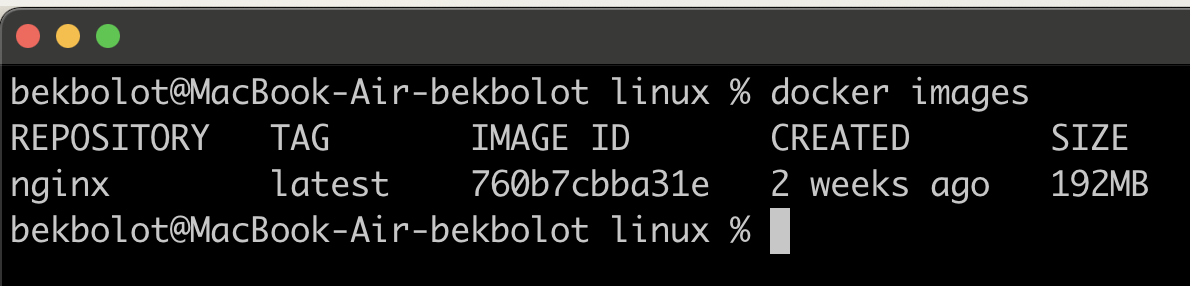 bekbolot@MacBook-Air-bekbolot linux % docker images
REPOSITORY   TAG       IMAGE ID       CREATED       SIZE
nginx        latest    760b7cbba31e   2 weeks ago   192MB
bekbolot@MacBook-Air-bekbolot linux %